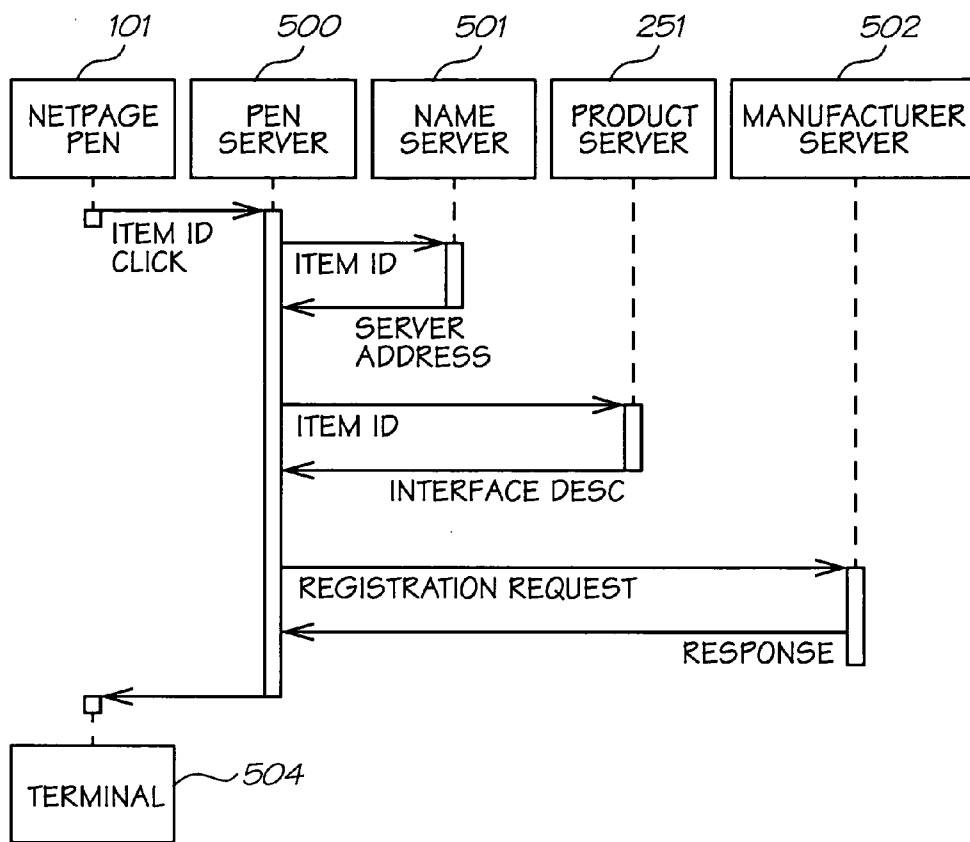 101
500
501
251
502
NETPAGE
PEN
PEN
SERVER
NAME
SERVER
PRODUCT
SERVER
MANUFACTURER
SERVER
ITEM ID
CLICK
ITEM ID
SERVER
ADDRESS
ITEM ID
INTERFACE DESC
REGISTRATION REQUEST
RESPONSE
TERMINAL
504